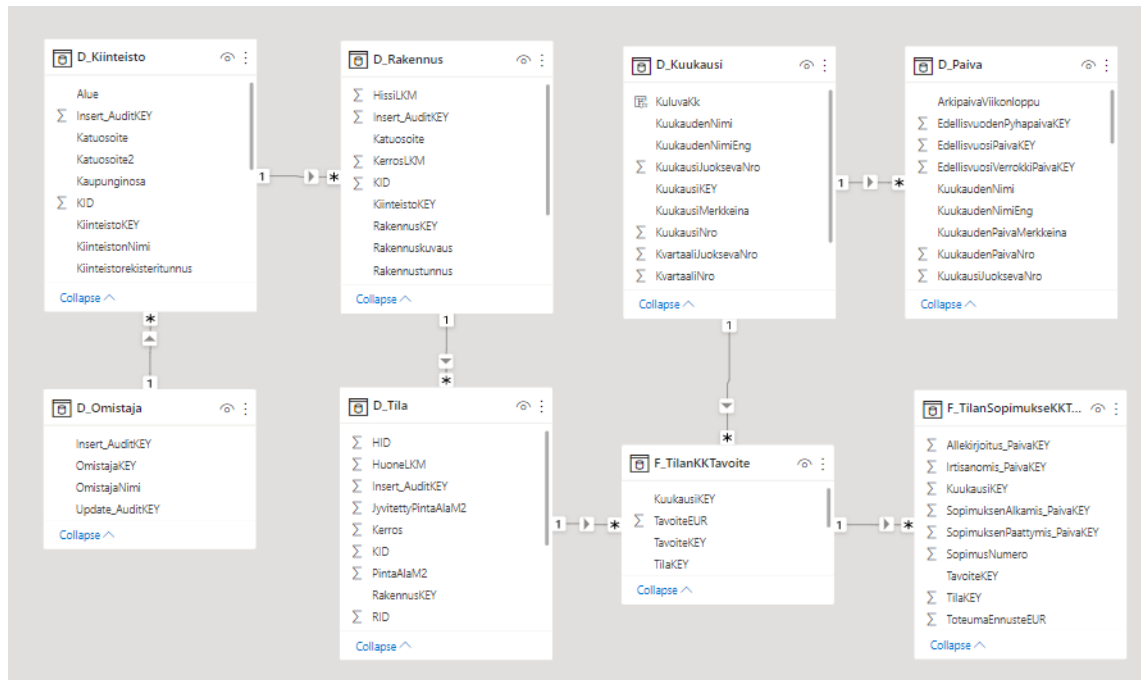 D_Kiinteisto
Alue
Insert_AuditKEY
Katuosoite
Katuosoite2
Kaupunginosa
KID
KiinteistoKEY
KiinteistonNimi
Kiinteistorekisteritunnus
Collapse
D_Rakennus
HissiLKM
Insert_AuditKEY
Katuosoite
KerrosLKM
KID
KiinteistoKEY
RakennusKEY
Rakennuskuvaus
Rakennustunnus
Collapse
D_Kuukausi
KuluvaKk
KuukaudenNimi
KuukaudenNimiEng
KuukausiJuoksevaNro
KuukausiKEY
KuukausiMerkkeina
KuukausiNro
KvartaaliJuoksevaNro
KvartaaliNro
Collapse
D_Paiva
ArkipaivaViikonloppu
EdellisvuodenPyhapaivaKEY
EdellisvuosiPaivaKEY
EdellisvuosiVerrokkiPaivaKEY
KuukaudenNimi
KuukaudenNimiEng
KuukaudenPaivaMerkkeina
KuukaudenPaivaNro
KuukausiJuoksevaNro
Collapse
1
*
1
*
*
1
1
*
1
*
D_Omistaja
Insert_AuditKEY
OmistajaKEY
OmistajaNimi
Update_AuditKEY
Collapse
D_Tila
HID
HuoneLKM
Insert_AuditKEY
JyvitettyPintaAlaM2
Kerros
KID
PintaAlaM2
RakennusKEY
RID
Collapse
1
*
F_TilanKKTavoite
KuukausiKEY
TavoiteEUR
TavoiteKEY
TilaKEY
Collapse
1
*
F_TilanSopimukseKKT...
Allekirjoitus_PaivaKEY
Irtisanomis_PaivaKEY
KuukausiKEY
SopimuksenAlkamis_PaivaKEY
SopimuksenPaattymis_PaivaKEY
SopimusNumero
TavoiteKEY
TilaKEY
ToteumaEnnusteEUR
Collapse